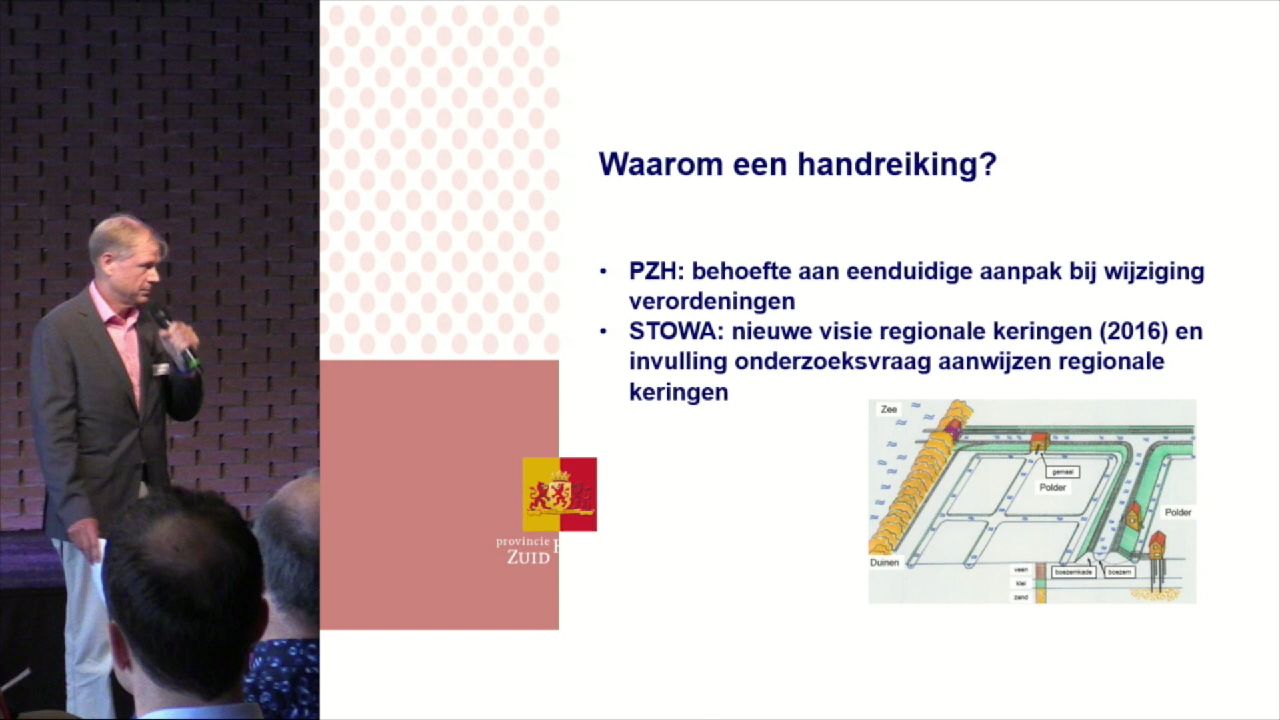 Waarom een handreiking?
• PZH: behoefte aan eenduidige aanpak bij wijziging
verordeningen
• STOWA: nieuwe visie regionale keringen (2016) en
invulling onderzoeksvraag aanwijzen regionale
keringen
Zee
gemaal
Polder
Polder
Duinen
veen
klei
zand
boezemkade
boezem
provincie
ZUID H